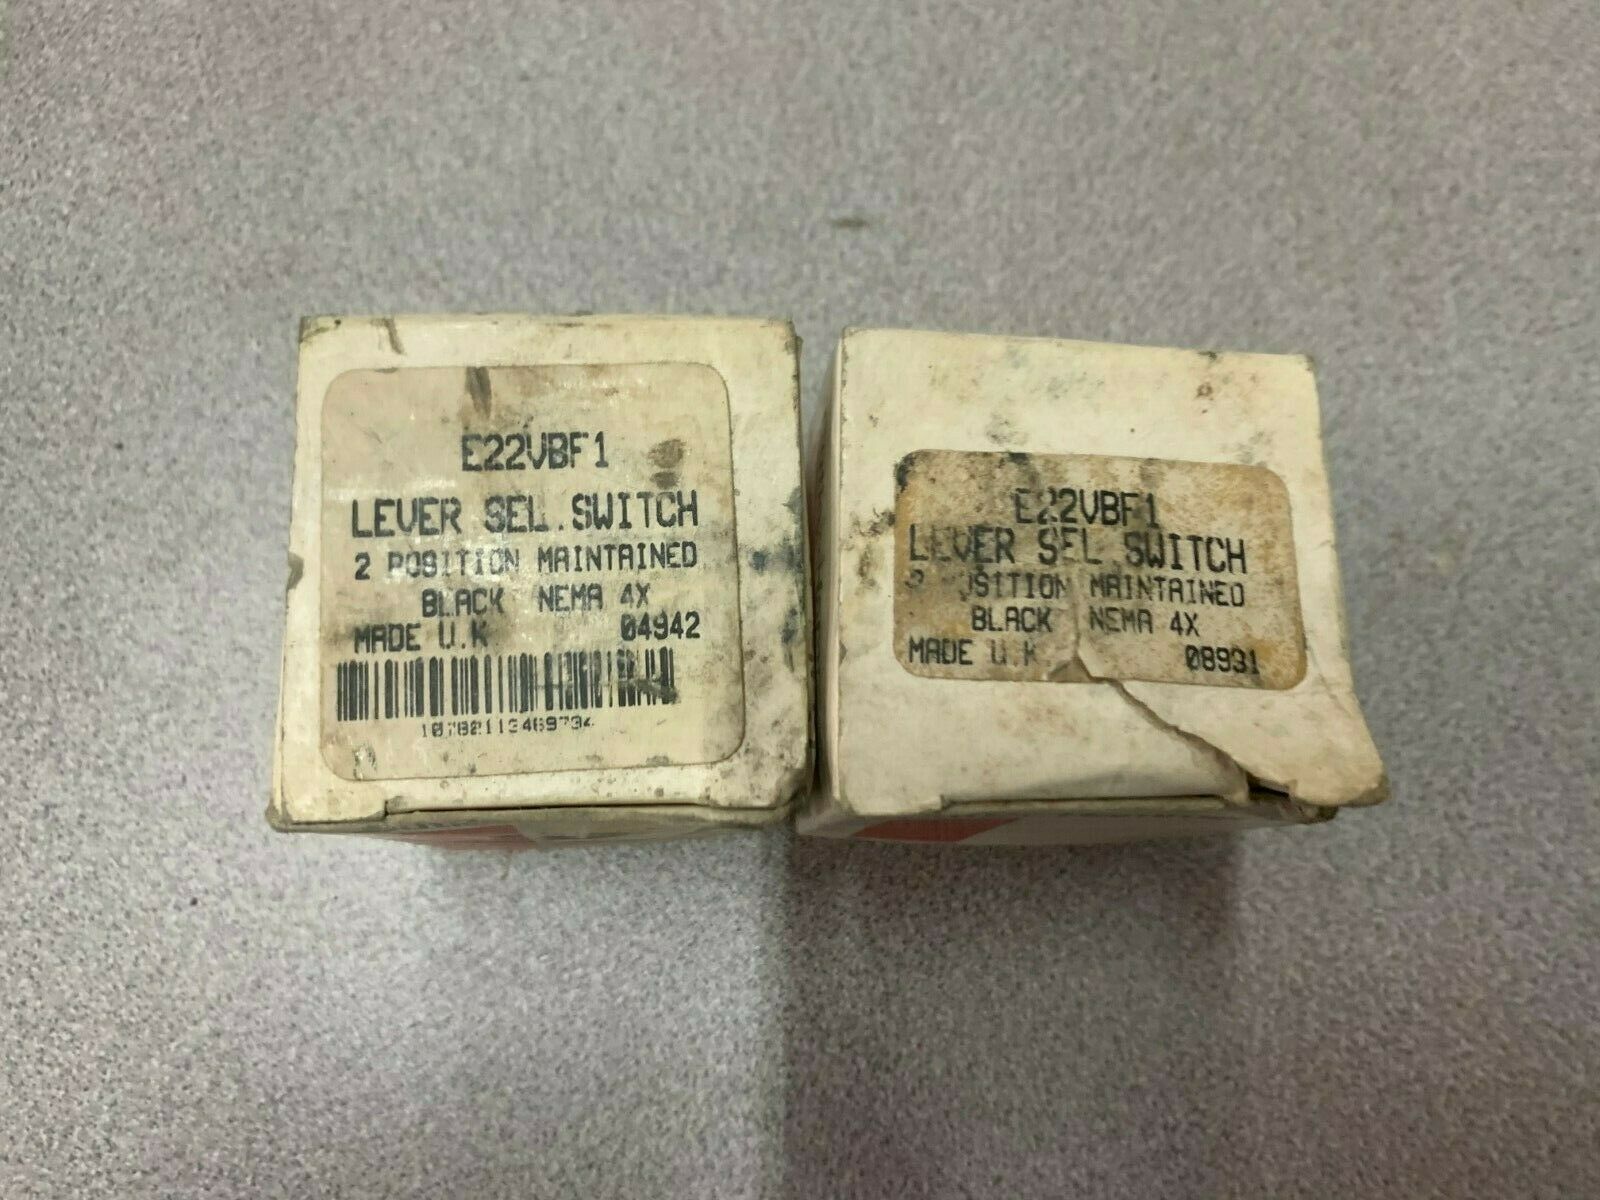 E22VBF1
LEVER SEL.SWITCH
2 POSITION MAINTAINED
BLACK NEMA 4X
MADE U.K 04942
10782113469734
E22VBF1
LEVER SEL SWITCH
MAINTAINED
BLACK NEMA 4X
MADE U.K. 08931